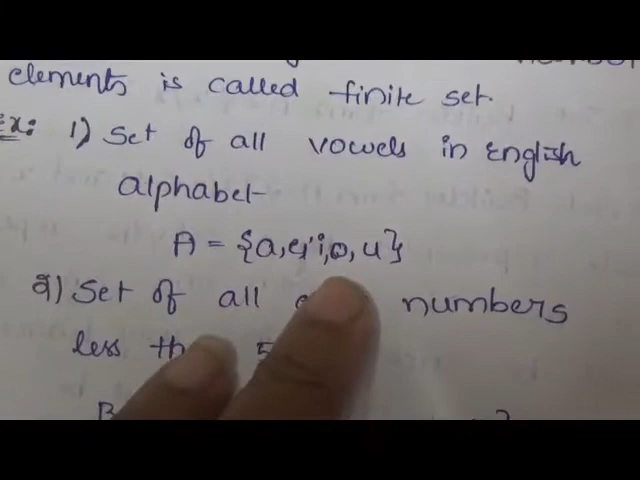 elements is called finite set.
Ex: 1) Set of all vowels in English
alphabet
A = {a, e, i, o, u}
2) Set of all numbers
less
B